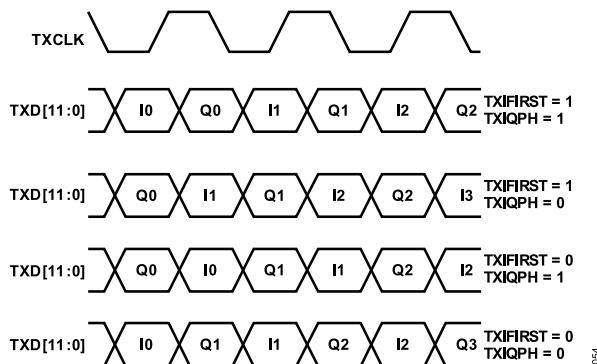 TXCLK
TXD[11:0] I0 Q0 I1 Q1 I2 Q2 TXIFIRST = 1
TXIQPH = 1
TXD[11:0] Q0 I1 Q1 I2 Q2 I3 TXIFIRST = 1
TXIQPH = 0
TXD[11:0] Q0 I0 Q1 I1 Q2 I2 TXIFIRST = 0
TXIQPH = 1
TXD[11:0] I0 Q1 I1 Q2 I2 Q3 TXIFIRST = 0
TXIQPH = 0